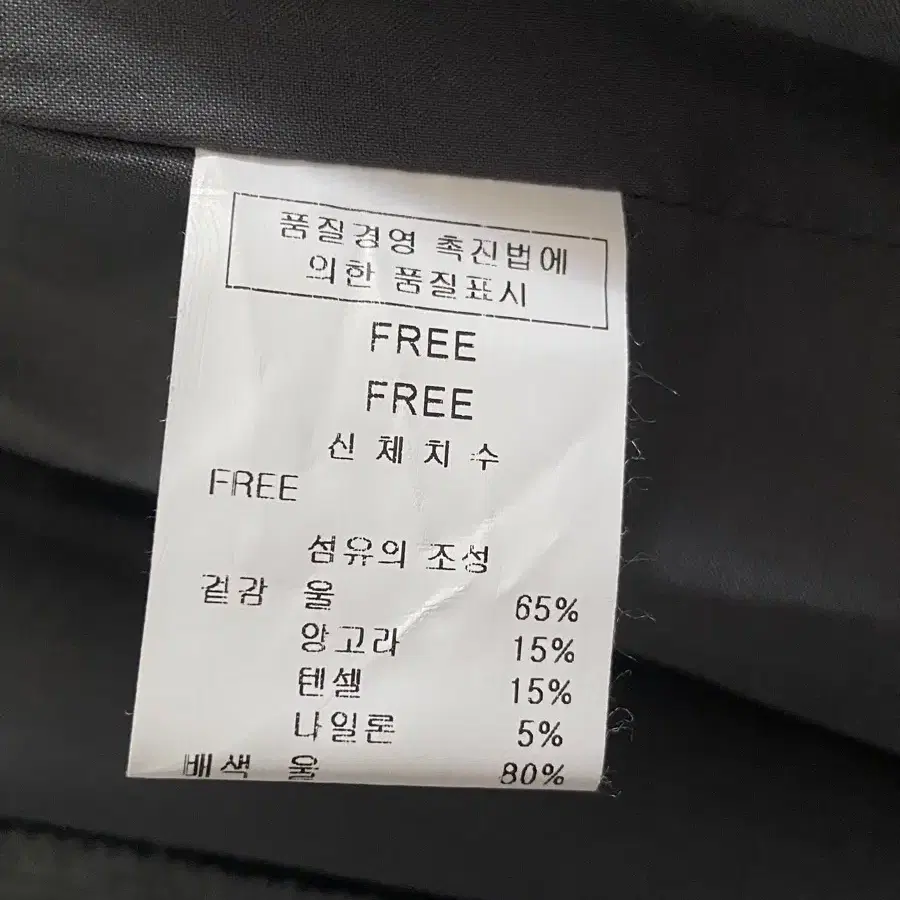 품질경영 촉진법에
의한 품질표시
FREE
FREE
신체치수
FREE
섬유의 조성
겉감 울 65%
앙고라 15%
텐셀 15%
나일론 5%
배색 울 80%